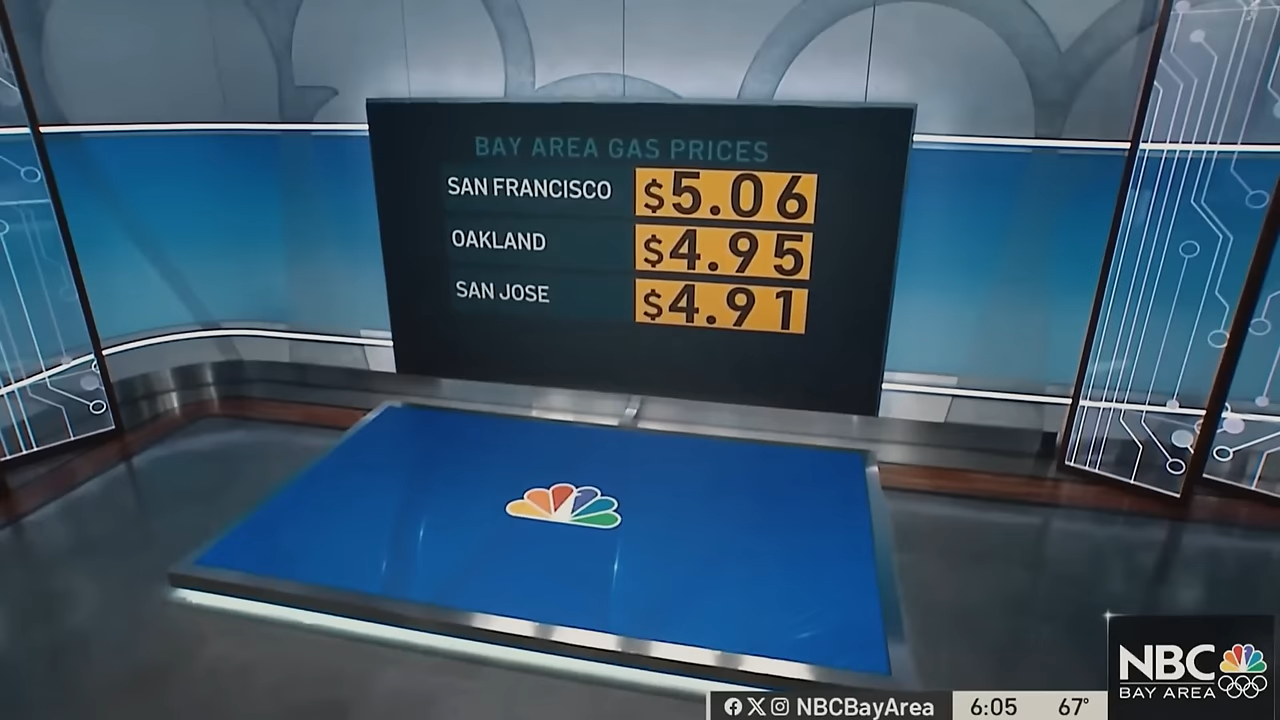 BAY AREA GAS PRICES
SAN FRANCISCO $5.06
OAKLAND $4.95
SAN JOSE $4.91
NBC
BAY AREA
NBCBayArea 6:05 67°